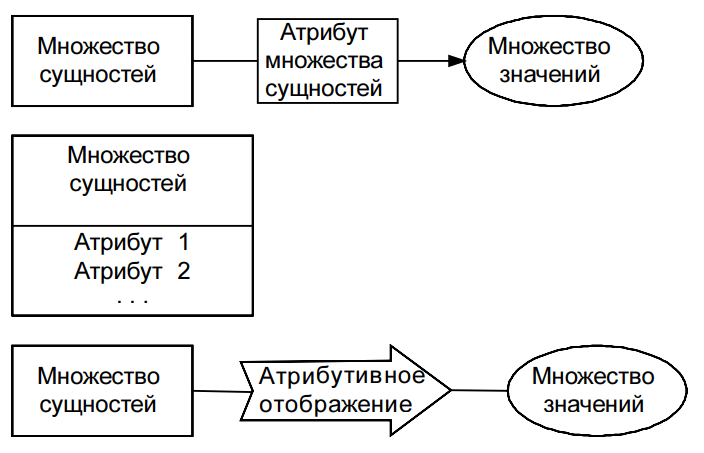 Множество
сущностей
Атрибут
множества
сущностей
Множество
значений
Множество
сущностей
Атрибут 1
Атрибут 2
. . .
Множество
сущностей
Атрибутивное
отображение
Множество
значений